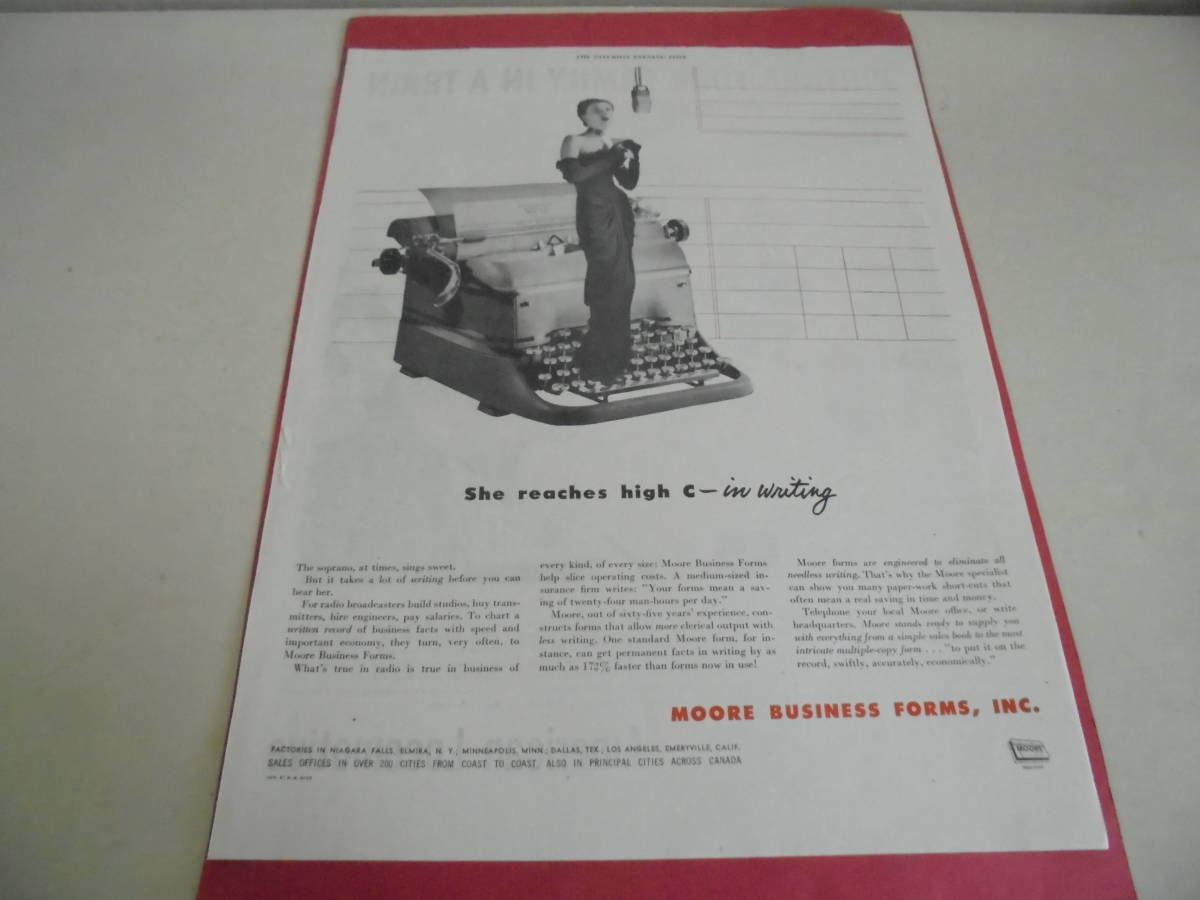 THE SATURDAY EVENING POST
She reaches high C — in writing
The soprano, at times, sings sweet.
But it takes a lot of writing before you can
hear her.
For radio broadcasters build studios, buy trans-
mitters, hire engineers, pay salaries. To chart a
written record of business facts with speed and
important economy, they turn, very often, to
Moore Business Forms.
What's true in radio is true in business of
every kind, of every size: Moore Business Forms
help slice operating costs. A medium-sized in-
surance firm writes: "Your forms mean a sav-
ing of twenty-four man-hours per day."
Moore, out of sixty-five years' experience, con-
structs forms that allow more clerical output with
less writing. One standard Moore form, for in-
stance, can get permanent facts in writing by as
much as 172% faster than forms now in use!
Moore forms are engineered to eliminate all
needless writing. That's why the Moore specialist
can show you many paper-work short-cuts that
often mean a real saving in time and money.
Telephone your local Moore office, or write
headquarters. Moore stands ready to supply you
with everything from a simple sales book to the most
intricate multiple-copy form . . . "to put it on the
record, swiftly, accurately, economically."
MOORE BUSINESS FORMS, INC.
FACTORIES IN NIAGARA FALLS, ELMIRA, N. Y.; MINNEAPOLIS, MINN.; DALLAS, TEX.; LOS ANGELES, EMERYVILLE, CALIF.
SALES OFFICES IN OVER 200 CITIES FROM COAST TO COAST. ALSO IN PRINCIPAL CITIES ACROSS CANADA
MOORE